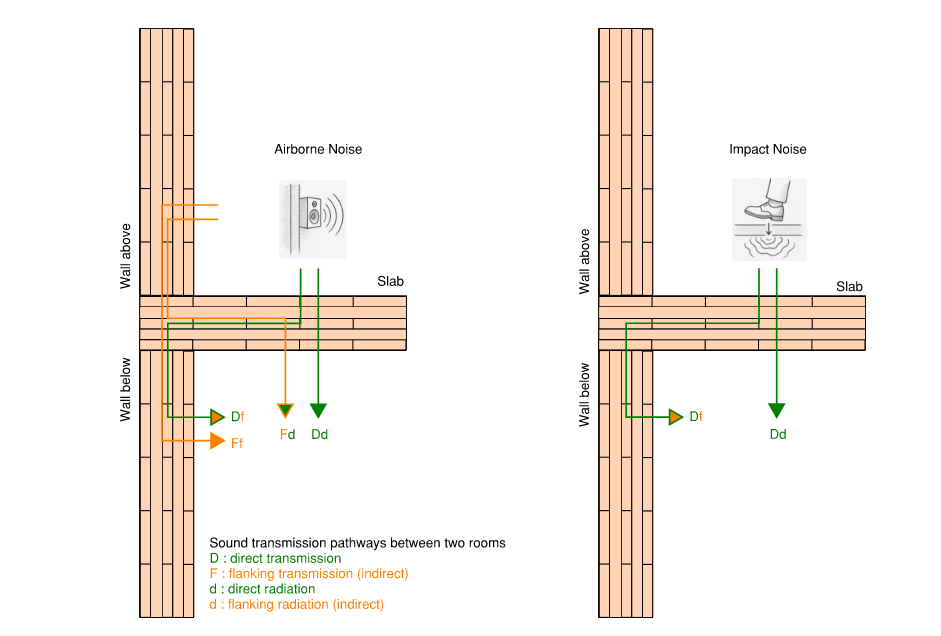 Airborne Noise
Impact Noise
Wall above
Slab
Wall below
Df
Ff
Fd
Dd
Wall above
Slab
Wall below
Df
Dd
Sound transmission pathways between two rooms
D : direct transmission
F : flanking transmission (indirect)
d : direct radiation
d : flanking radiation (indirect)